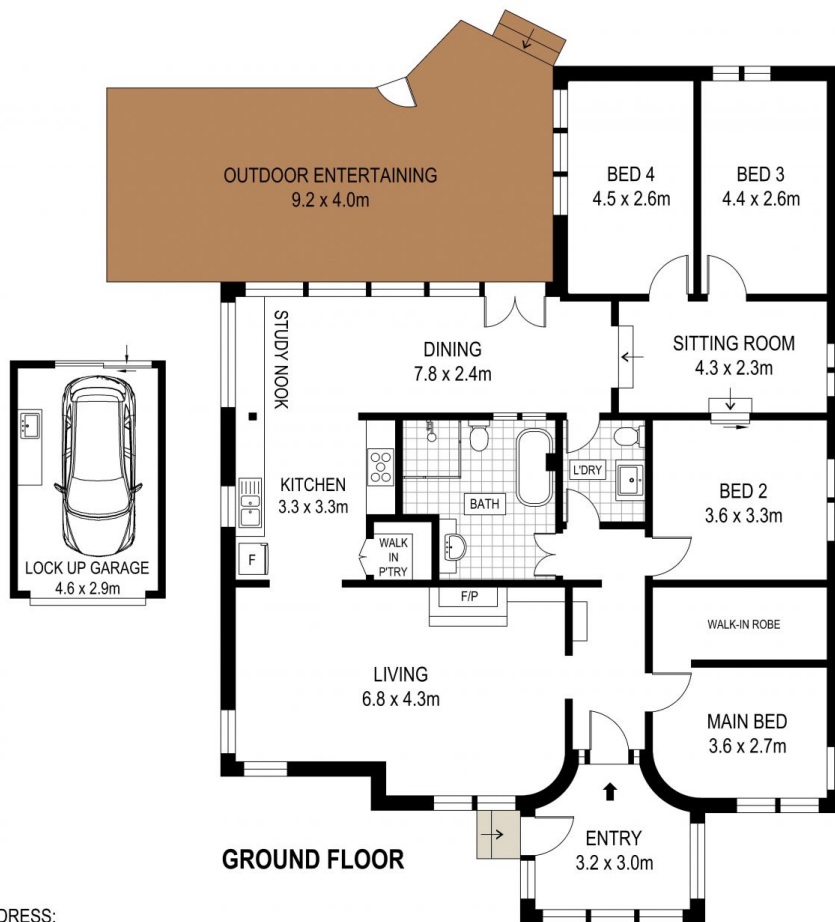 OUTDOOR ENTERTAINING
9.2 x 4.0m
BED 4
4.5 x 2.6m
BED 3
4.4 x 2.6m
STUDY NOOK
DINING
7.8 x 2.4m
SITTING ROOM
4.3 x 2.3m
KITCHEN
3.3 x 3.3m
BATH
L'DRY
BED 2
3.6 x 3.3m
WALK
IN
P'TRY
F
LOCK UP GARAGE
4.6 x 2.9m
F/P
WALK-IN ROBE
LIVING
6.8 x 4.3m
MAIN BED
3.6 x 2.7m
ENTRY
3.2 x 3.0m
GROUND FLOOR